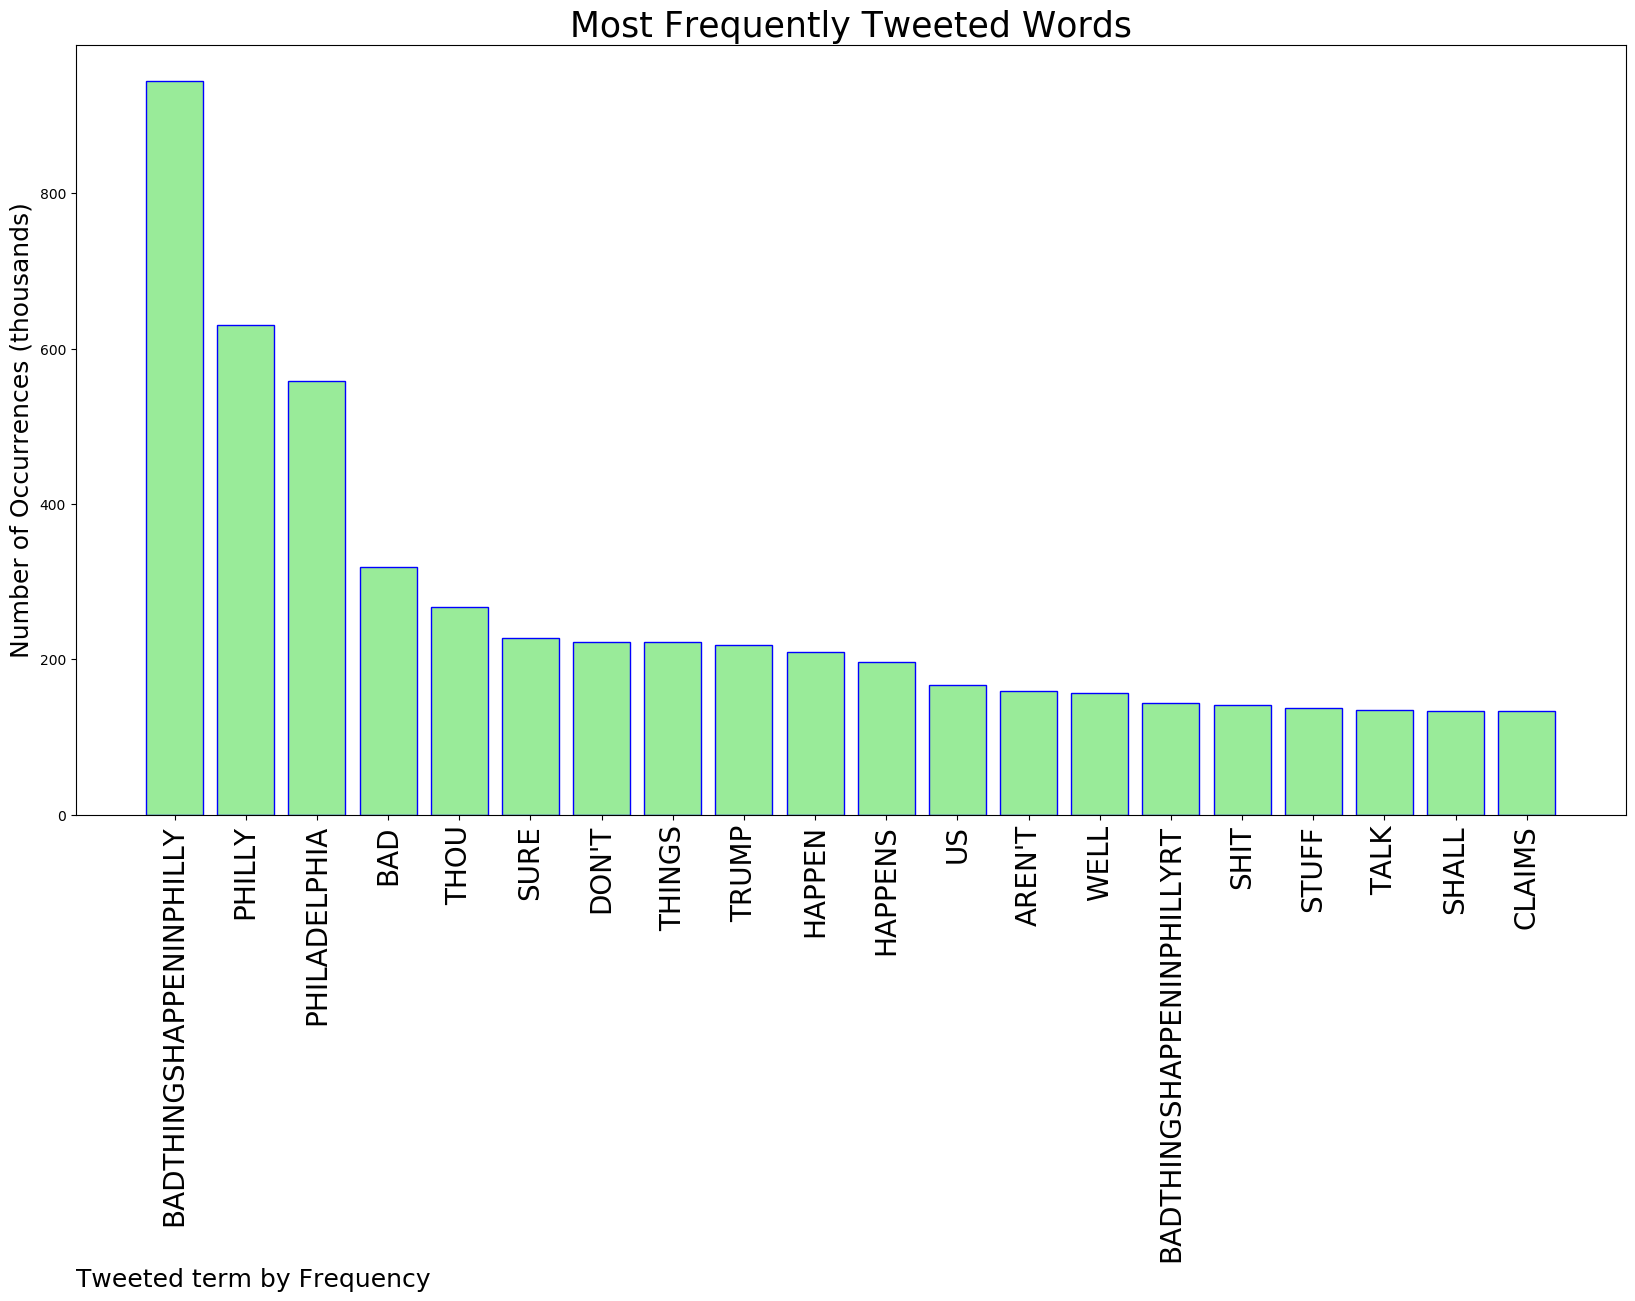 Most Frequently Tweeted Words
Number of Occurrences (thousands)
800
600
400
200
0
BADTHINGSHAPPENINPHILLY
PHILLY
PHILADELPHIA
BAD
THOU
SURE
DON'T
THINGS
TRUMP
HAPPEN
HAPPENS
US
AREN'T
WELL
BADTHINGSHAPPENINPHILLYRT
SHIT
STUFF
TALK
SHALL
CLAIMS
Tweeted term by Frequency